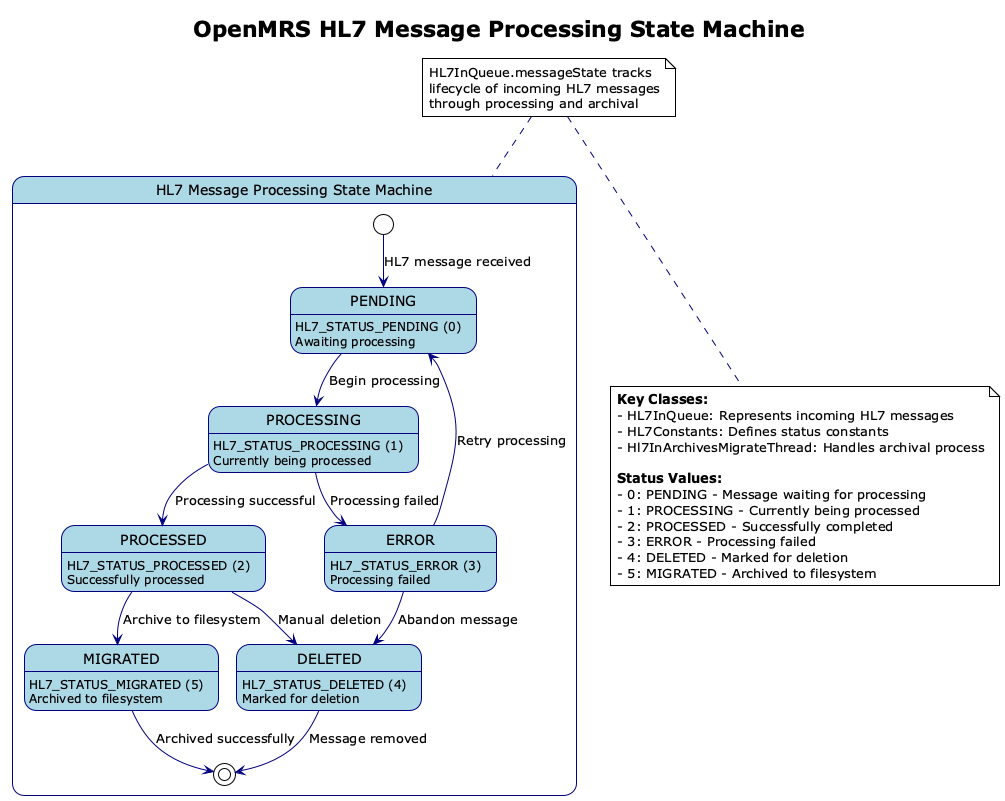 OpenMRS HL7 Message Processing State Machine
HL7InQueue.messageState tracks
lifecycle of incoming HL7 messages
through processing and archival
HL7 Message Processing State Machine
HL7 message received
PENDING
HL7_STATUS_PENDING (0)
Awaiting processing
Begin processing
PROCESSING
HL7_STATUS_PROCESSING (1)
Currently being processed
Retry processing
Processing successful
Processing failed
PROCESSED
HL7_STATUS_PROCESSED (2)
Successfully processed
ERROR
HL7_STATUS_ERROR (3)
Processing failed
Archive to filesystem
Manual deletion
Abandon message
MIGRATED
HL7_STATUS_MIGRATED (5)
Archived to filesystem
DELETED
HL7_STATUS_DELETED (4)
Marked for deletion
Archived successfully
Message removed
Key Classes:
- HL7InQueue: Represents incoming HL7 messages
- HL7Constants: Defines status constants
- Hl7InArchivesMigrateThread: Handles archival process
Status Values:
- 0: PENDING - Message waiting for processing
- 1: PROCESSING - Currently being processed
- 2: PROCESSED - Successfully completed
- 3: ERROR - Processing failed
- 4: DELETED - Marked for deletion
- 5: MIGRATED - Archived to filesystem